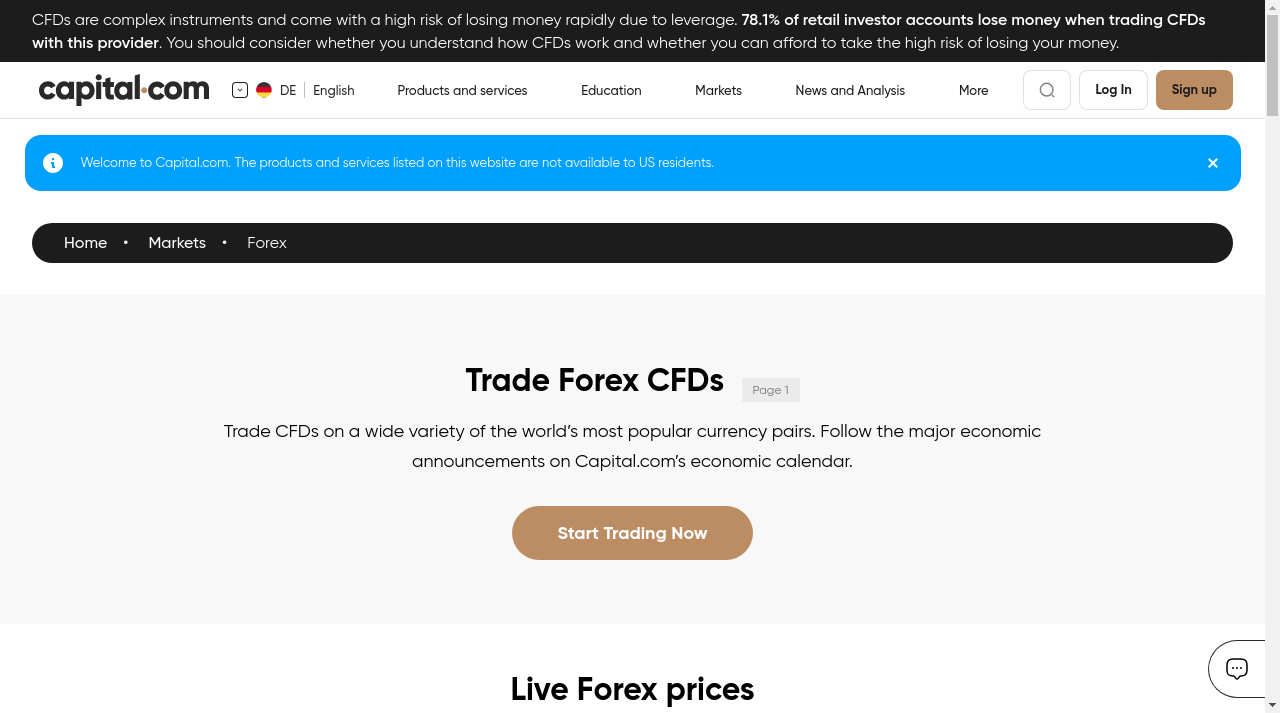 CFDs are complex instruments and come with a high risk of losing money rapidly due to leverage. 78.1% of retail investor accounts lose money when trading CFDs
with this provider. You should consider whether you understand how CFDs work and whether you can afford to take the high risk of losing your money.
capital.com DE English Products and services Education Markets News and Analysis More Log In Sign up
Welcome to Capital.com. The products and services listed on this website are not available to US residents.
Home • Markets • Forex
Trade Forex CFDs Page 1
Trade CFDs on a wide variety of the world’s most popular currency pairs. Follow the major economic
announcements on Capital.com’s economic calendar.
Start Trading Now
Live Forex prices